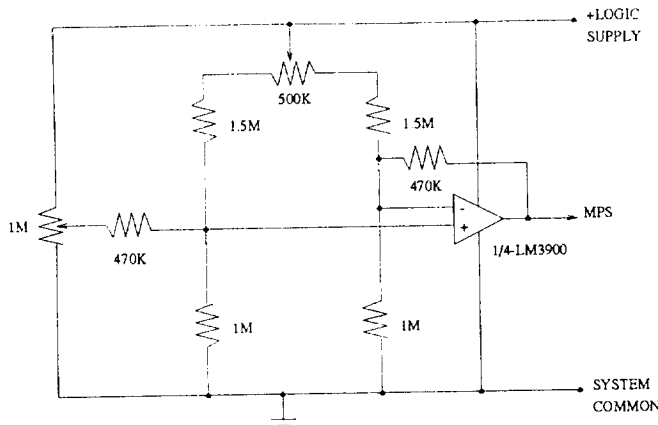 +LOGIC
SUPPLY
500K
1.5M
1.5M
470K
1M
470K
-
+
MPS
1/4-LM3900
1M
1M
SYSTEM
COMMON